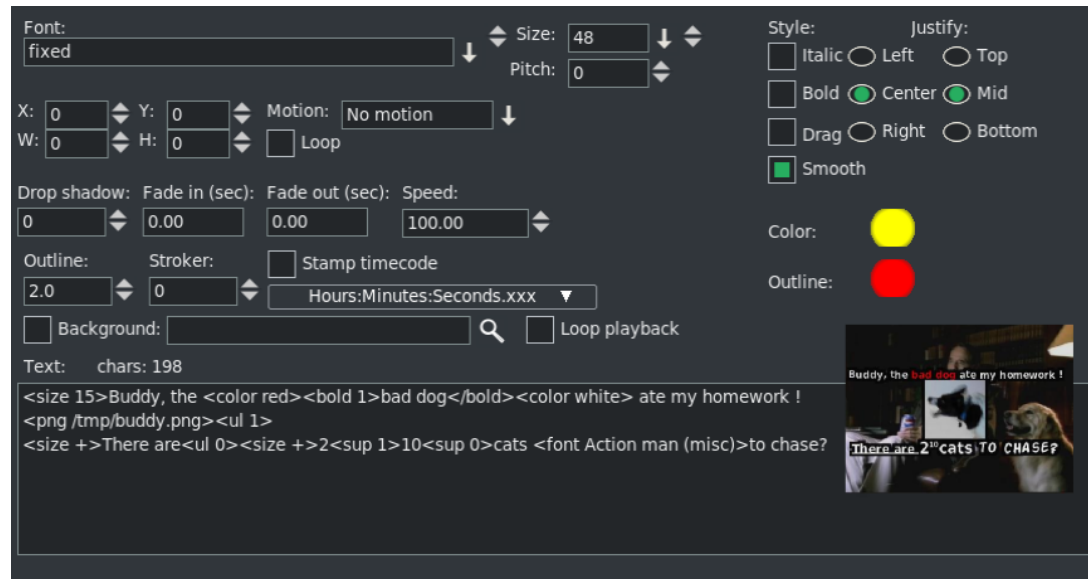 Font:
fixed
Size: 48
Pitch: 0
Style: Justify:
Italic Left Top
Bold Center Mid
Drag Right Bottom
Smooth
X: 0 Y: 0 Motion: No motion
W: 0 H: 0 Loop
Drop shadow: Fade in (sec): Fade out (sec): Speed:
0 0.00 0.00 100.00
Color:
Outline: Stroker: Stamp timecode
2.0 0 Hours:Minutes:Seconds.xxx
Outline:
Background: Loop playback
Text: chars: 198
<size 15>Buddy, the <color red><bold 1>bad dog</bold><color white> ate my homework !
<png /tmp/buddy.png><ul 1>
<size +>There are<ul 0><size +>2<sup 1>10<sup 0>cats <font Action man (misc)>to chase?
Buddy, the bad dog ate my homework !
There are 2¹⁰cats TO CHASE?